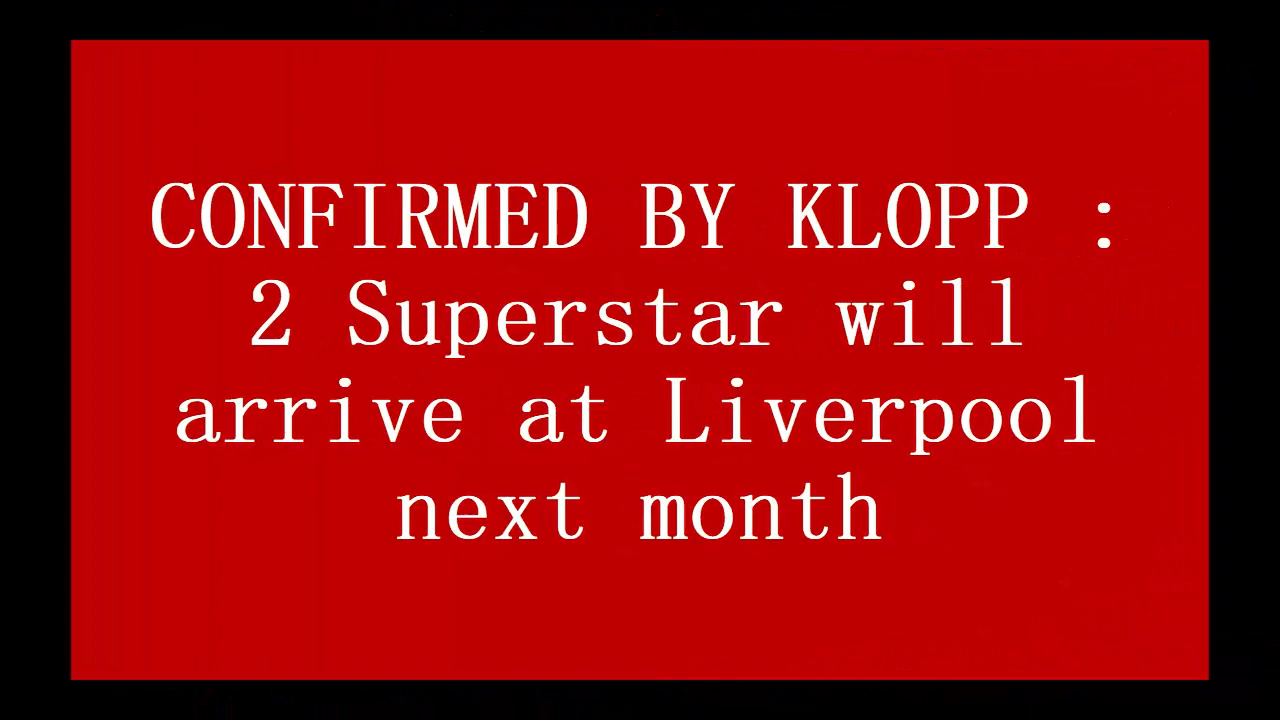 CONFIRMED BY KLOPP :
2 Superstar will
arrive at Liverpool
next month